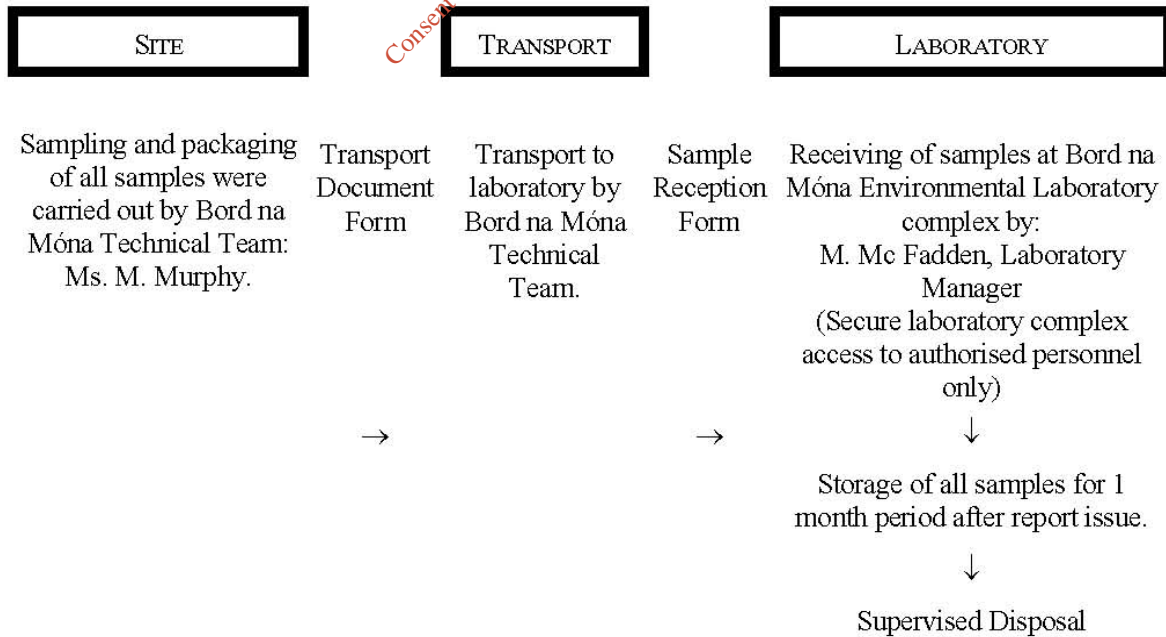 Consent
SITE
TRANSPORT
LABORATORY
Sampling and packaging
of all samples were
carried out by Bord na
Móna Technical Team:
Ms. M. Murphy.
Transport
Document
Form
Transport to
laboratory by
Bord na Móna
Technical
Team.
Sample
Reception
Form
Receiving of samples at Bord na
Móna Environmental Laboratory
complex by:
M. Mc Fadden, Laboratory
Manager
(Secure laboratory complex
access to authorised personnel
only)
→
→
↓
Storage of all samples for 1
month period after report issue.
↓
Supervised Disposal